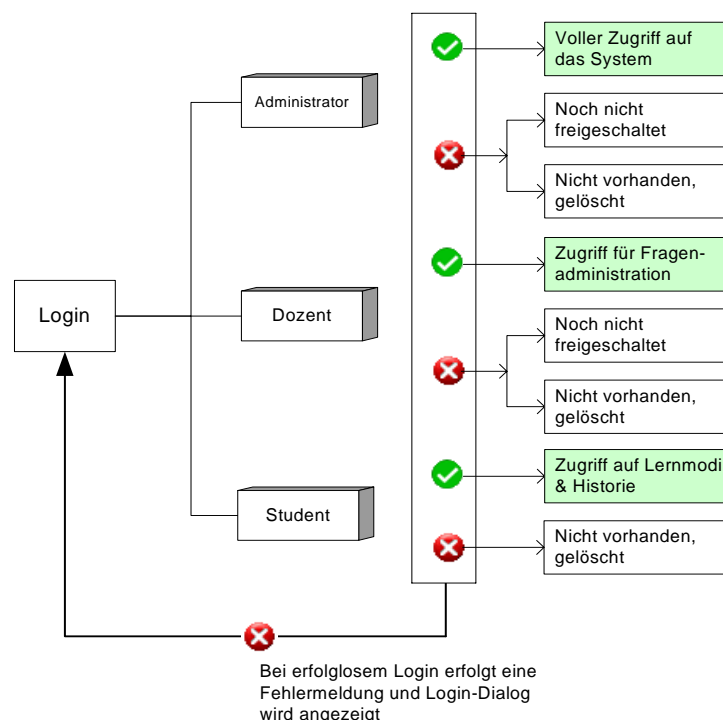 Voller Zugriff auf
das System
Administrator
Noch nicht
freigeschaltet
Nicht vorhanden,
gelöscht
Zugriff für Fragen-
administration
Login
Dozent
Noch nicht
freigeschaltet
Nicht vorhanden,
gelöscht
Zugriff auf Lernmodi
& Historie
Student
Nicht vorhanden,
gelöscht
Bei erfolglosem Login erfolgt eine
Fehlermeldung und Login-Dialog
wird angezeigt